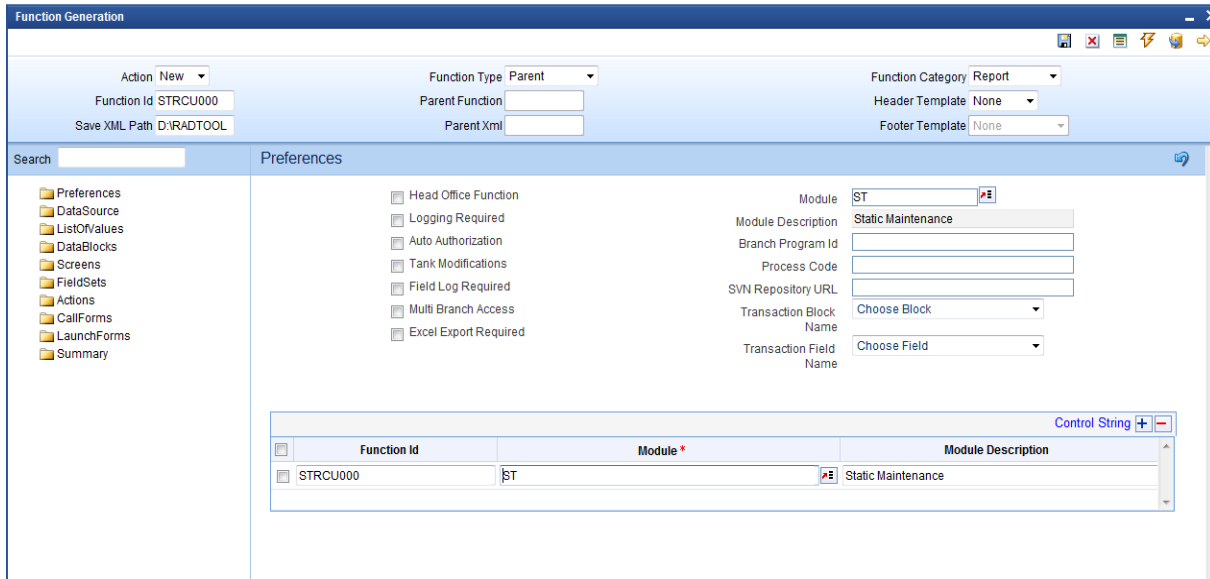 Function Generation
Action New Function Type Parent Function Category Report
Function Id STRCU000 Parent Function Header Template None
Save XML Path D:\RADTOOL Parent Xml Footer Template None
Search Preferences
Preferences
DataSource
ListOfValues
DataBlocks
Screens
FieldSets
Actions
CallForms
LaunchForms
Summary
Head Office Function
Logging Required
Auto Authorization
Tank Modifications
Field Log Required
Multi Branch Access
Excel Export Required
Module ST
Module Description Static Maintenance
Branch Program Id
Process Code
SVN Repository URL
Transaction Block Choose Block
Name
Transaction Field Choose Field
Name
Control String
Function Id Module * Module Description
STRCU000 ST Static Maintenance